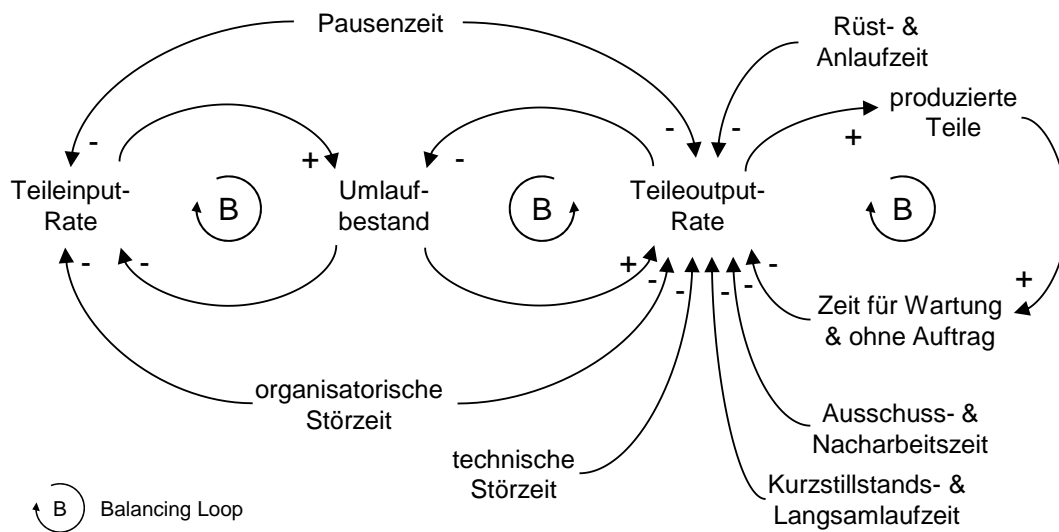 Pausenzeit
Rüst- &
Anlaufzeit
produzierte
Teile
-
-
-
+
+
-
Teileinput-
Rate
B
Umlauf-
bestand
B
Teileoutput-
Rate
B
-
-
+
-
-
-
-
-
+
Zeit für Wartung
& ohne Auftrag
organisatorische
Störzeit
Ausschuss- &
Nacharbeitszeit
technische
Störzeit
Kurzstillstands- &
Langsamlaufzeit
B Balancing Loop